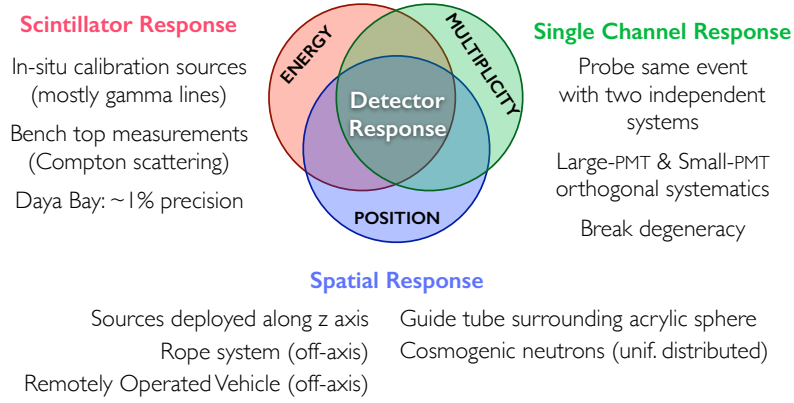 Scintillator Response
In-situ calibration sources
(mostly gamma lines)
Bench top measurements
(Compton scattering)
Daya Bay: ~1% precision
ENERGY
MULTIPLICITY
Detector
Response
POSITION
Single Channel Response
Probe same event
with two independent
systems
Large-PMT & Small-PMT
orthogonal systematics
Break degeneracy
Spatial Response
Sources deployed along z axis
Rope system (off-axis)
Remotely Operated Vehicle (off-axis)
Guide tube surrounding acrylic sphere
Cosmogenic neutrons (unif. distributed)